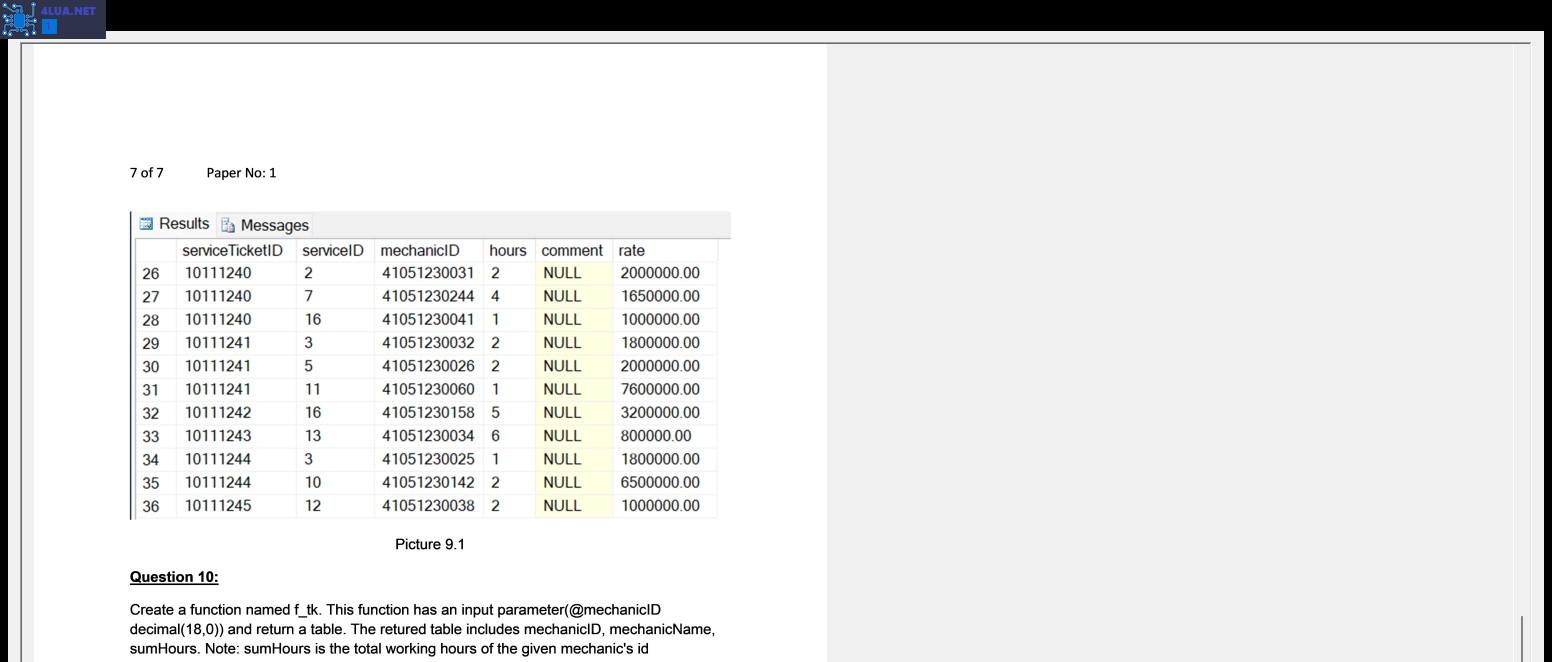 4LUA.NET
7 of 7 Paper No: 1
Results Messages
serviceTicketID serviceID mechanicID hours comment rate
26 10111240 2 41051230031 2 NULL 2000000.00
27 10111240 7 41051230244 4 NULL 1650000.00
28 10111240 16 41051230041 1 NULL 1000000.00
29 10111241 3 41051230032 2 NULL 1800000.00
30 10111241 5 41051230026 2 NULL 2000000.00
31 10111241 11 41051230060 1 NULL 7600000.00
32 10111242 16 41051230158 5 NULL 3200000.00
33 10111243 13 41051230034 6 NULL 800000.00
34 10111244 3 41051230025 1 NULL 1800000.00
35 10111244 10 41051230142 2 NULL 6500000.00
36 10111245 12 41051230038 2 NULL 1000000.00
Picture 9.1
Question 10:
Create a function named f_tk. This function has an input parameter(@mechanicID
decimal(18,0)) and return a table. The retured table includes mechanicID, mechanicName,
sumHours. Note: sumHours is the total working hours of the given mechanic's id